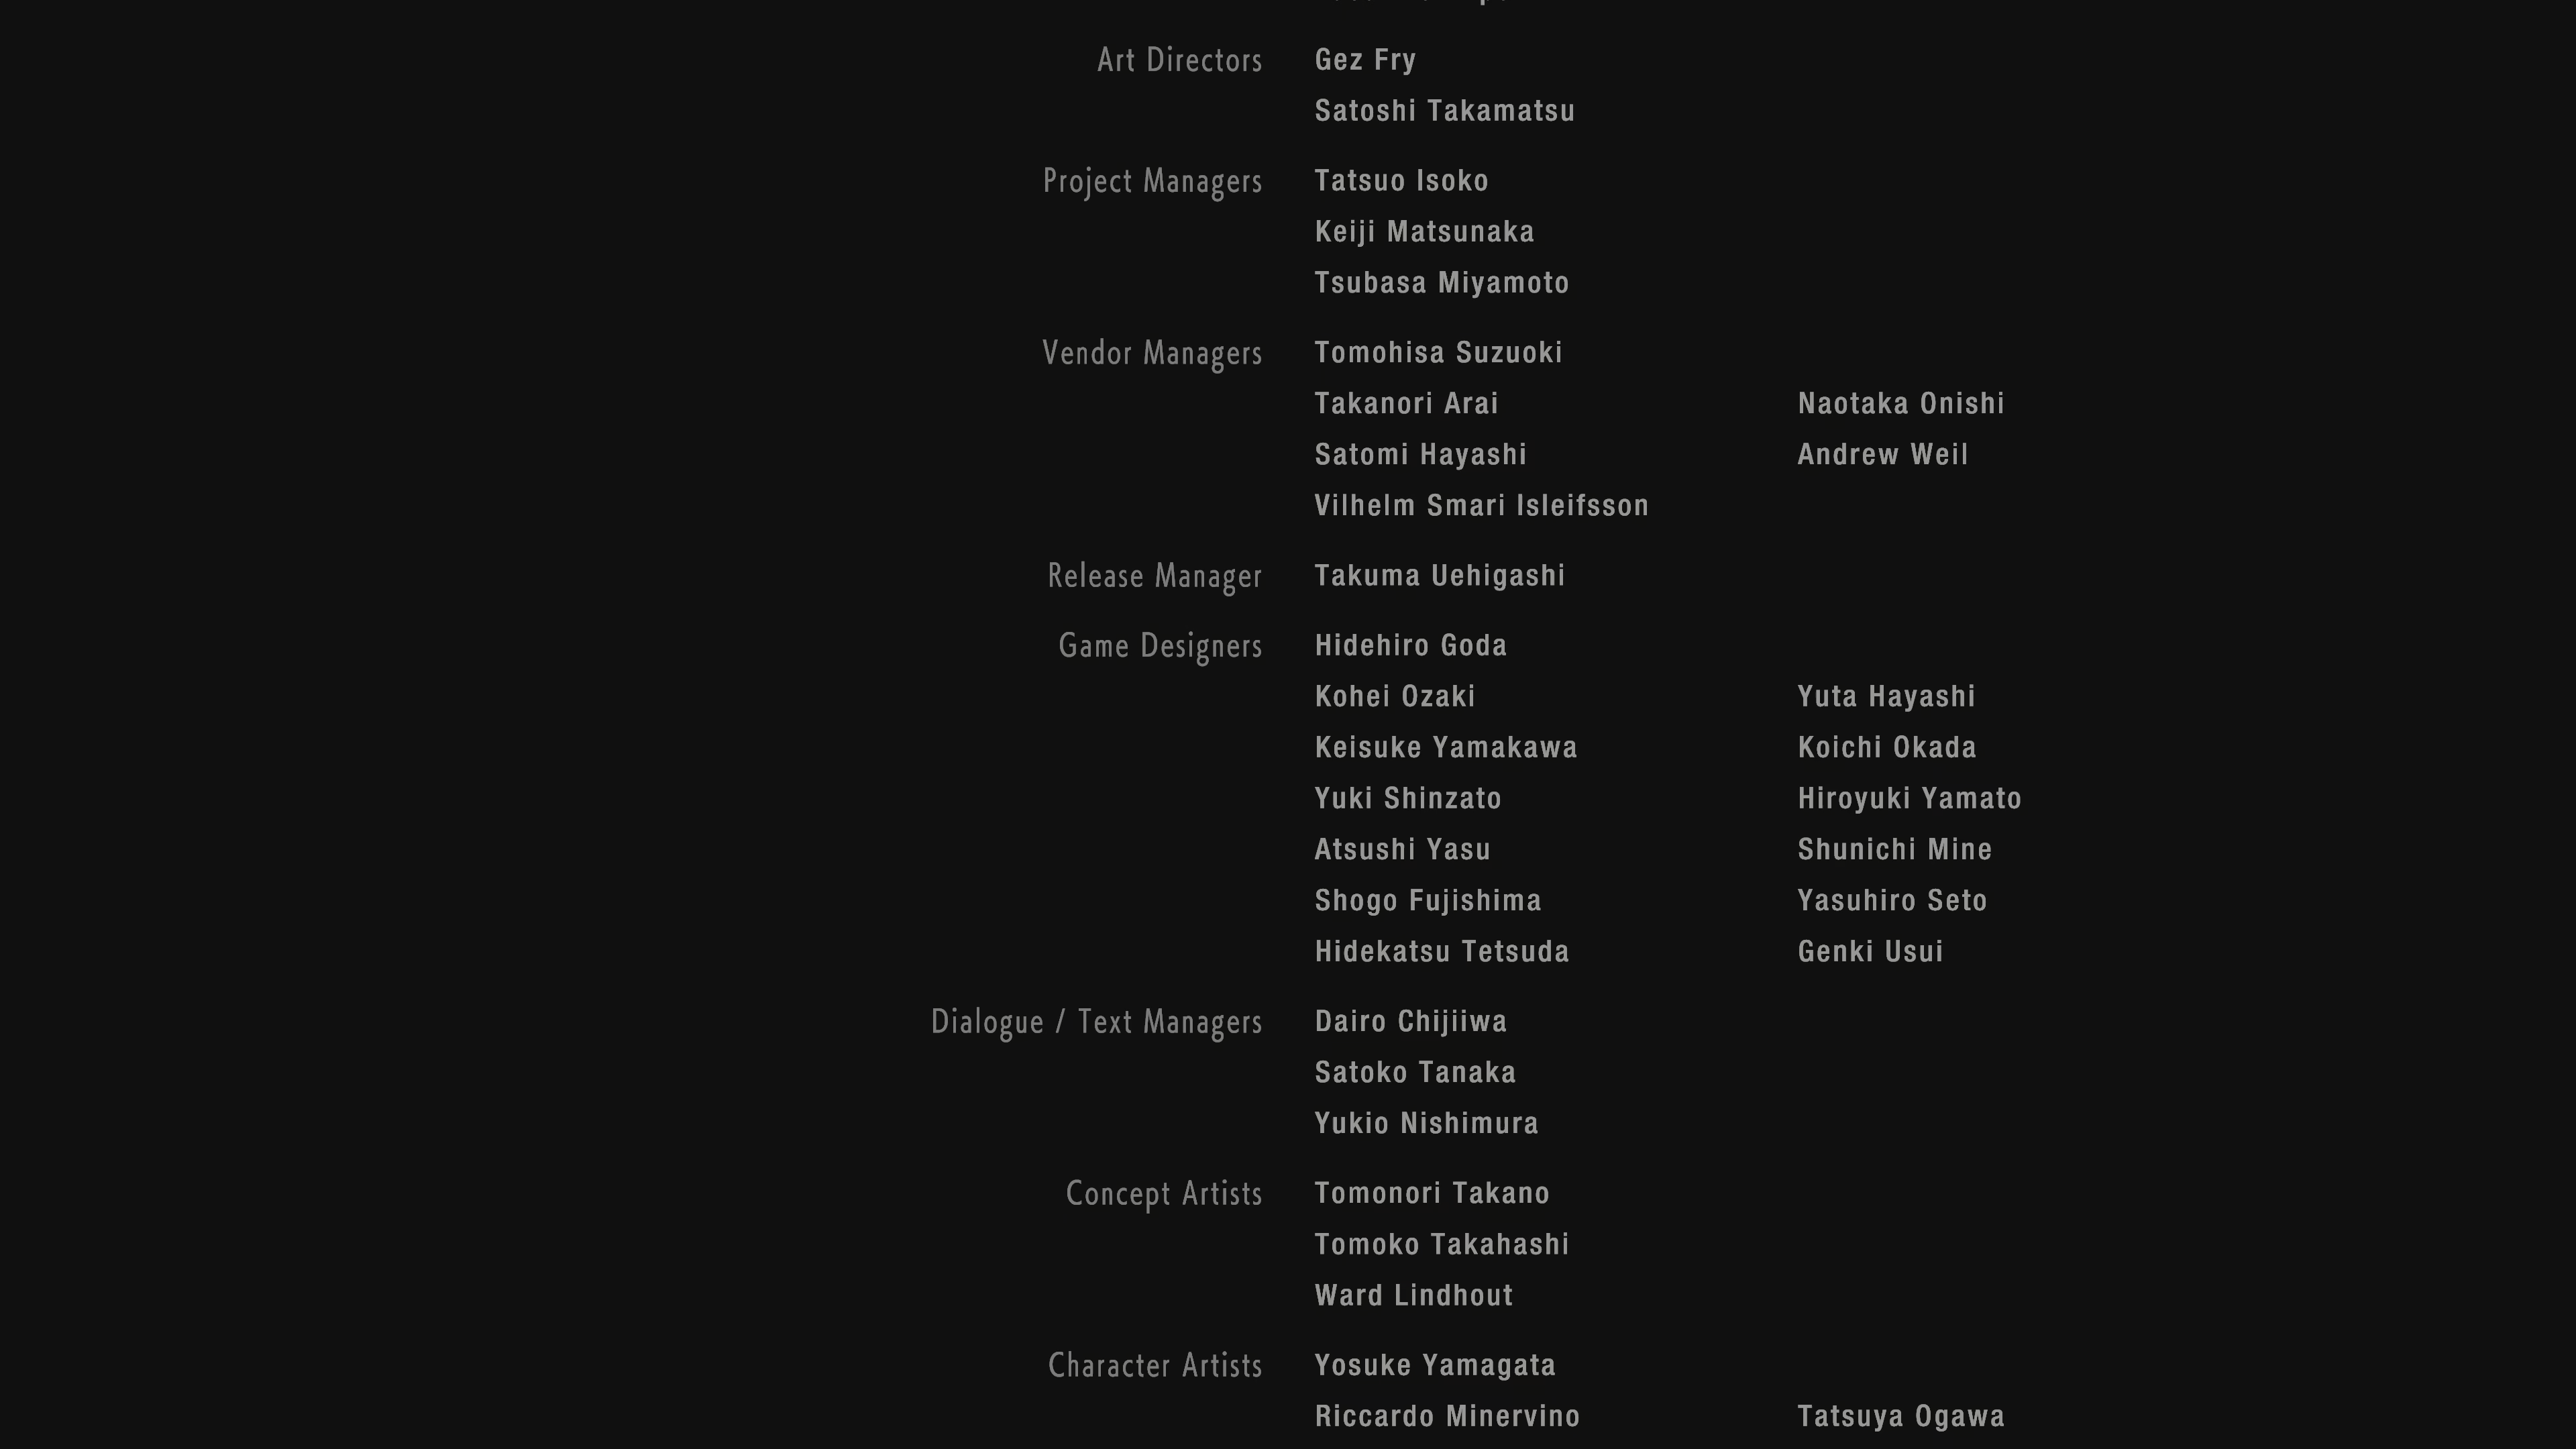 Art Directors Gez Fry
Satoshi Takamatsu
Project Managers Tatsuo Isoko
Keiji Matsunaka
Tsubasa Miyamoto
Vendor Managers Tomohisa Suzuoki
Takanori Arai Naotaka Onishi
Satomi Hayashi Andrew Weil
Vilhelm Smari Isleifsson
Release Manager Takuma Uehigashi
Game Designers Hidehiro Goda
Kohei Ozaki Yuta Hayashi
Keisuke Yamakawa Koichi Okada
Yuki Shinzato Hiroyuki Yamato
Atsushi Yasu Shunichi Mine
Shogo Fujishima Yasuhiro Seto
Hidekatsu Tetsuda Genki Usui
Dialogue / Text Managers Dairo Chijiiwa
Satoko Tanaka
Yukio Nishimura
Concept Artists Tomonori Takano
Tomoko Takahashi
Ward Lindhout
Character Artists Yosuke Yamagata
Riccardo Minervino Tatsuya Ogawa